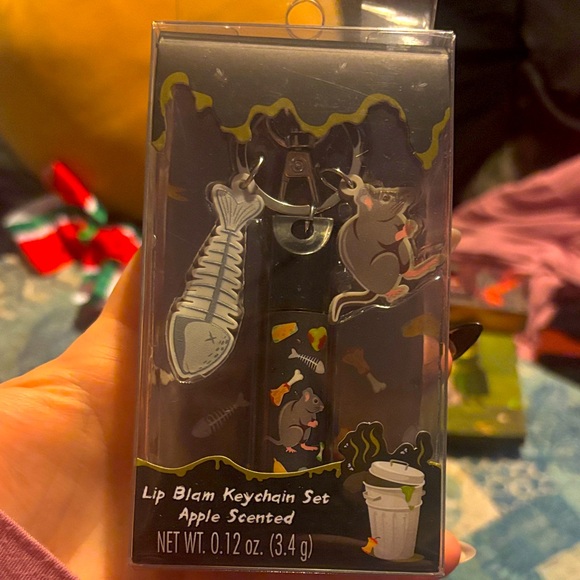 Lip Blam Keychain Set
Apple Scented
NET WT. 0.12 oz. (3.4 g)